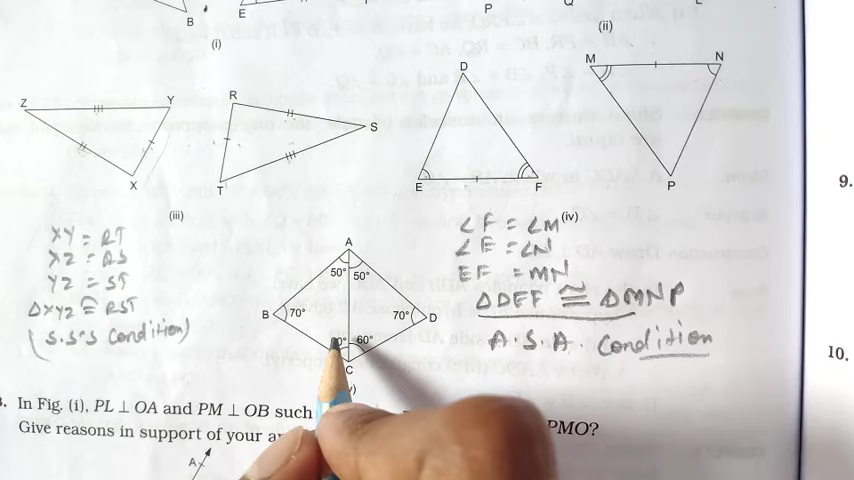 B
E
P
Q
L
(i)
(ii)
Z
Y
X
R
S
T
(iii)
D
E
F
M
N
P
(iv)
XY = RT
XZ = RS
YZ = ST
ΔXYZ ≅ RST
(S.S.S Condition)
∠F = ∠M
∠E = ∠N
EF = MN
ΔDEF ≅ ΔMNP
A.S.A. Condition
A
50° 50°
B 70°
70° D
60°
C
9.
10.
In Fig. (i), PL ⊥ OA and PM ⊥ OB such
Give reasons in support of your
PMO?
A